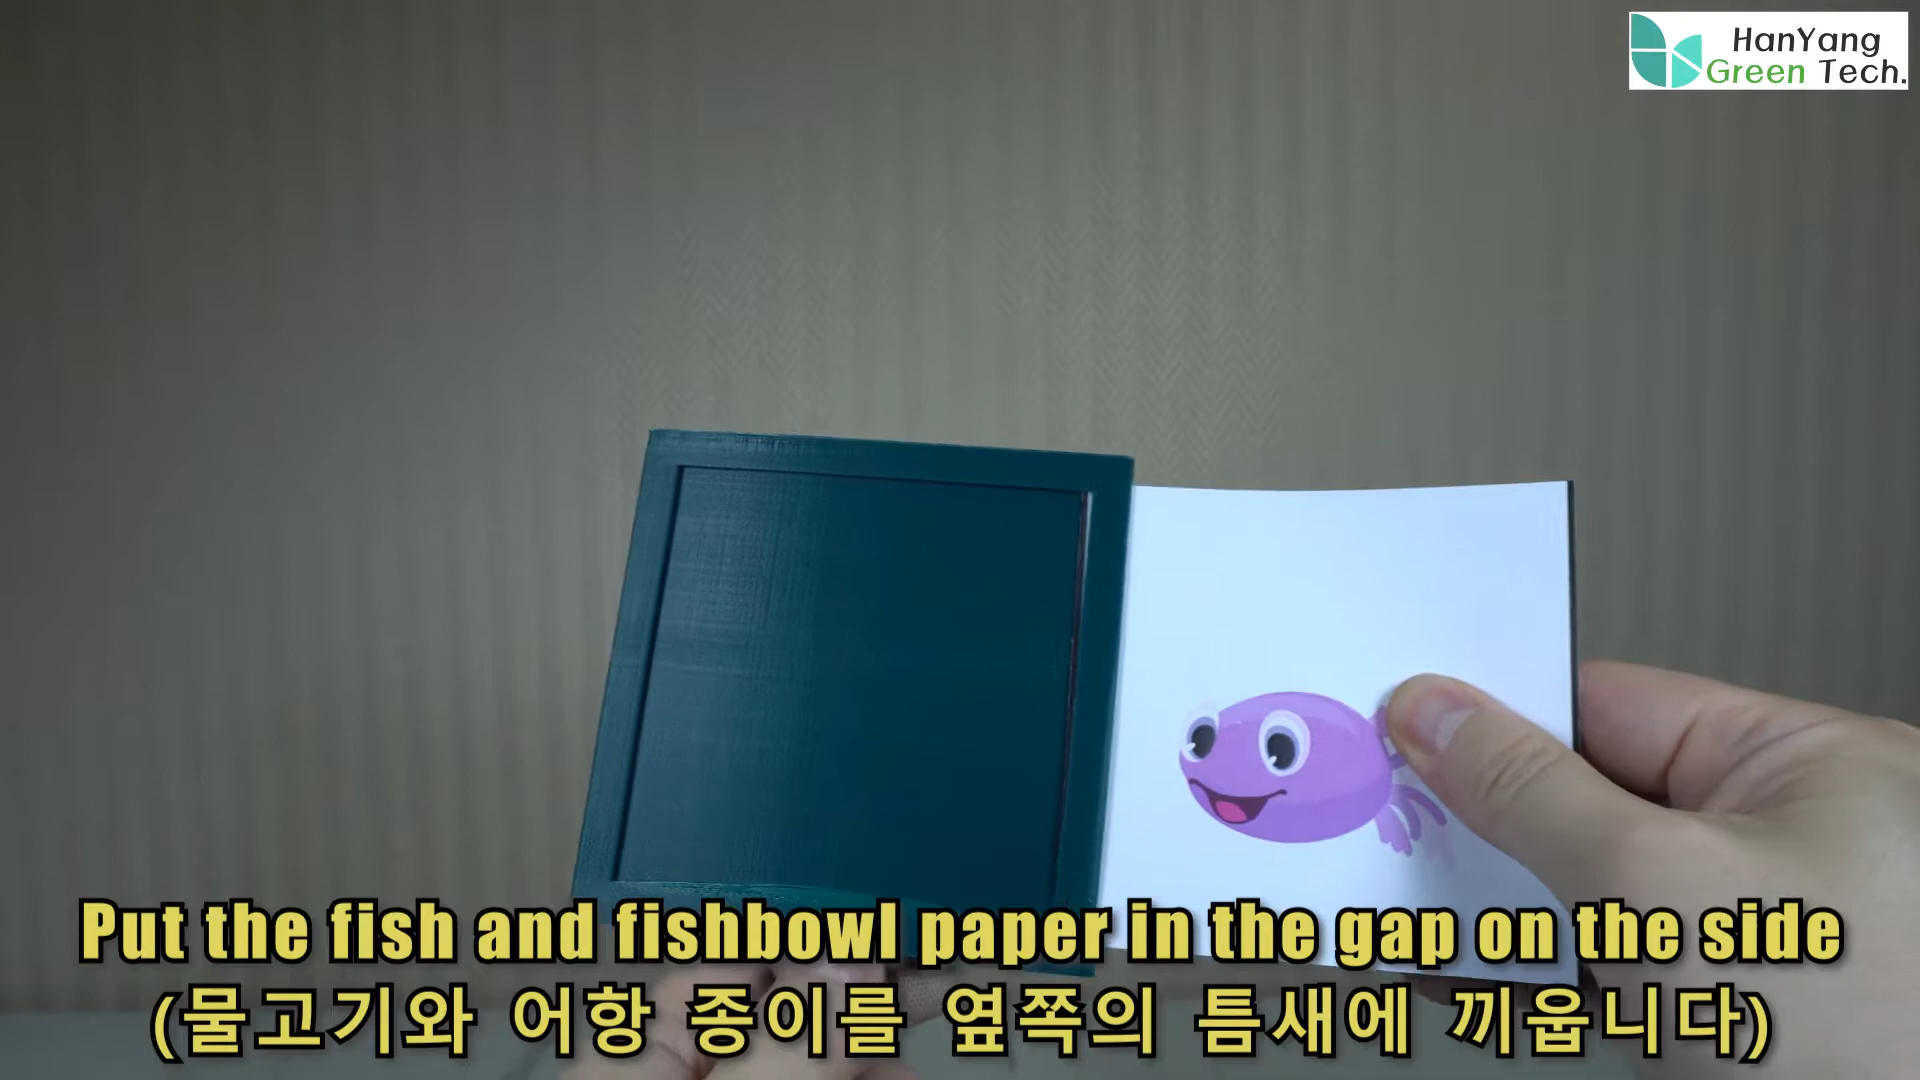 HanYang
Green Tech.
Put the fish and fishbowl paper in the gap on the side
(물고기와 어항 종이를 옆쪽의 틈새에 끼웁니다)